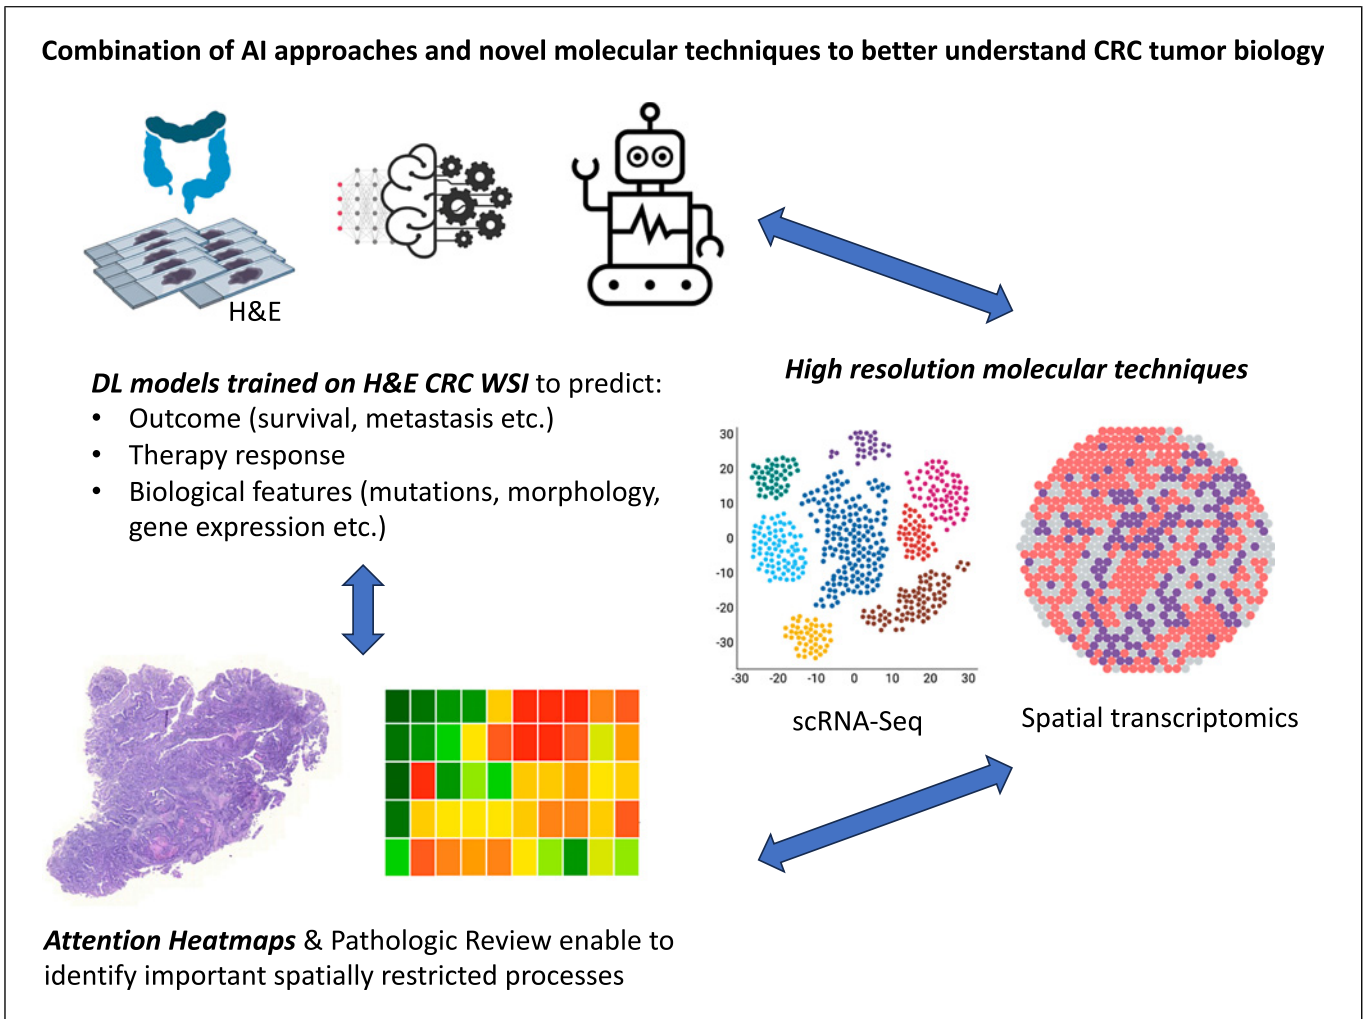 Combination of AI approaches and novel molecular techniques to better understand CRC tumor biology
H&E
DL models trained on H&E CRC WSI to predict:
• Outcome (survival, metastasis etc.)
• Therapy response
• Biological features (mutations, morphology,
gene expression etc.)
High resolution molecular techniques
30
20
10
0
-10
-20
-30
-30 -20 -10 0 10 20 30
scRNA-Seq
Spatial transcriptomics
Attention Heatmaps & Pathologic Review enable to
identify important spatially restricted processes